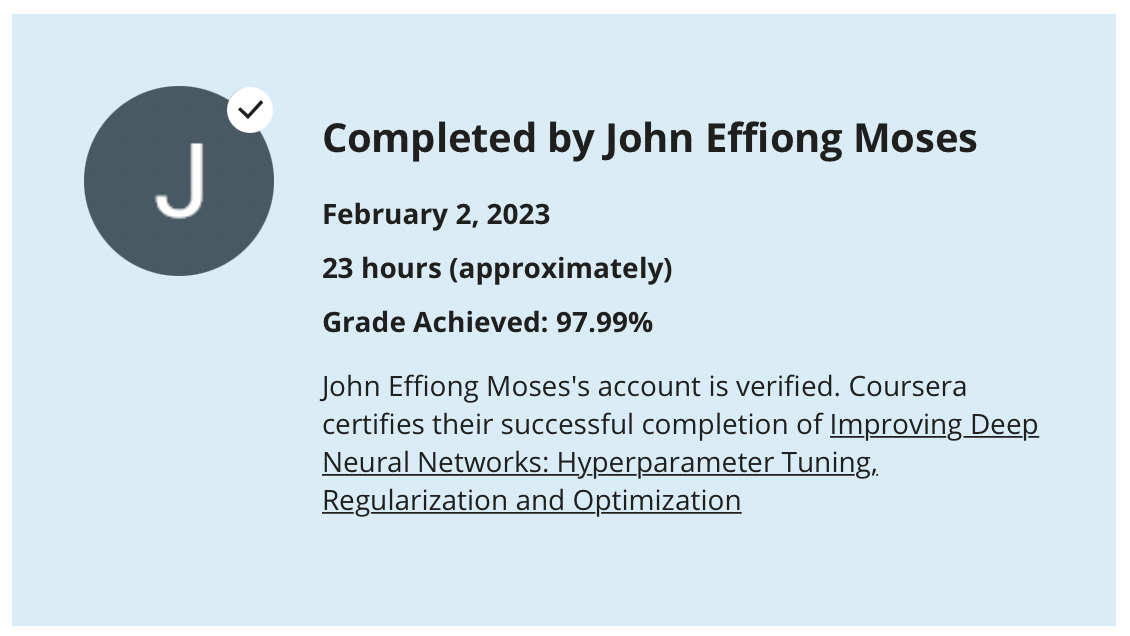 J
Completed by John Effiong Moses
February 2, 2023
23 hours (approximately)
Grade Achieved: 97.99%
John Effiong Moses's account is verified. Coursera
certifies their successful completion of Improving Deep
Neural Networks: Hyperparameter Tuning,
Regularization and Optimization